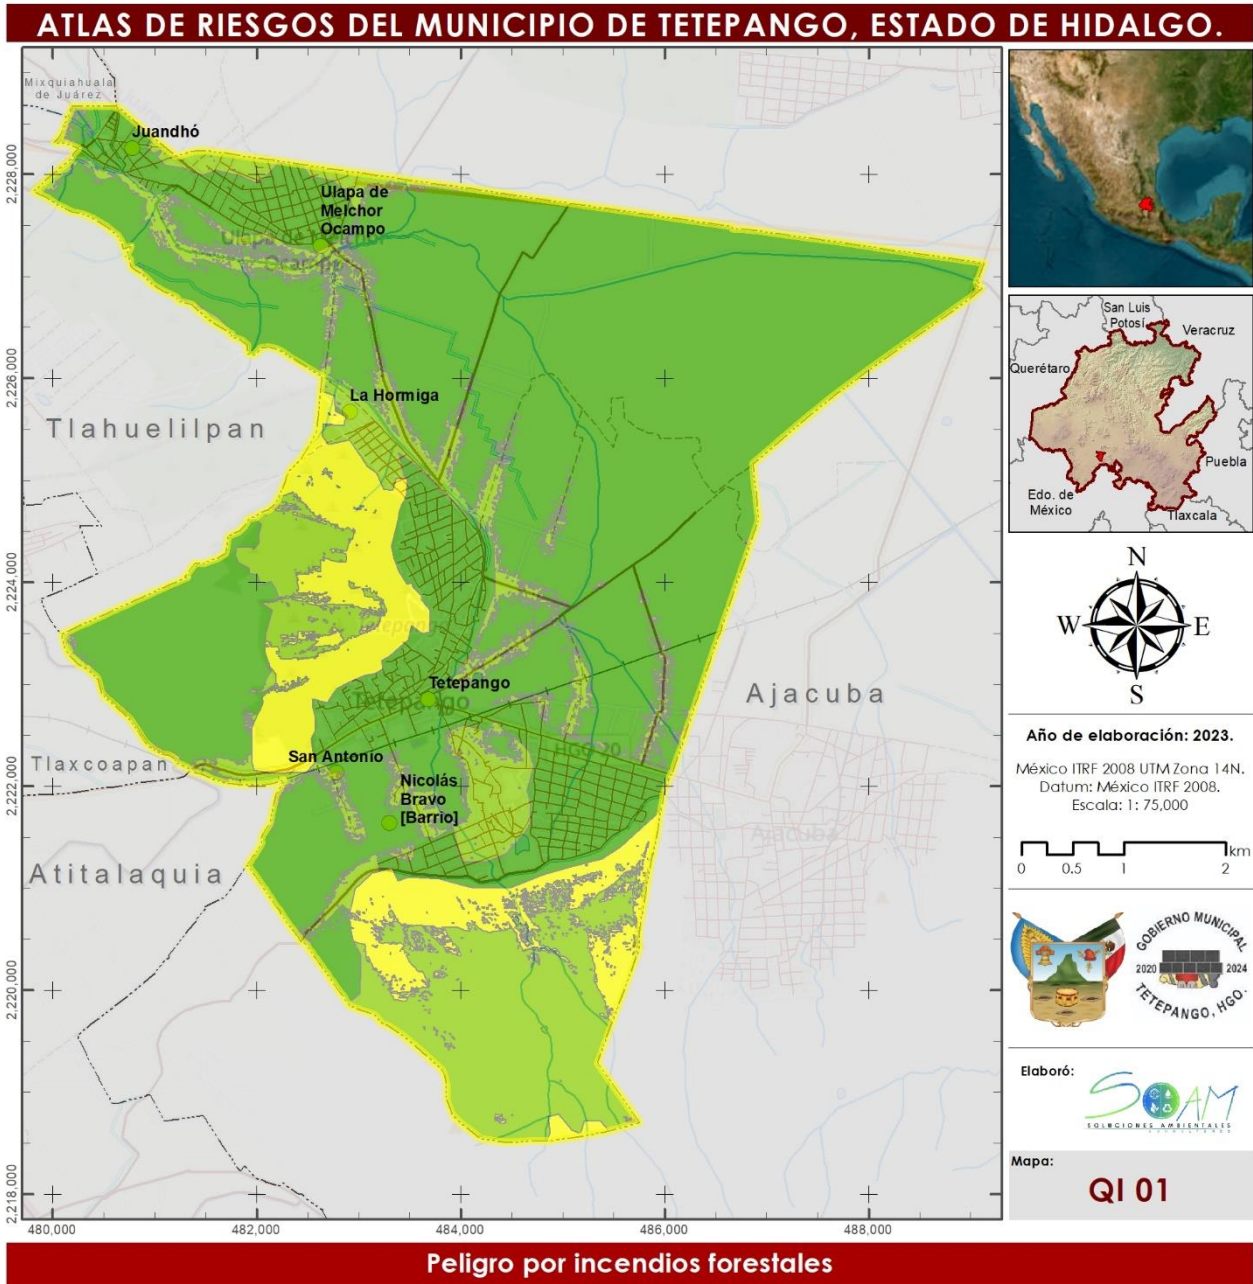 ATLAS DE RIESGOS DEL MUNICIPIO DE TETEPANGO, ESTADO DE HIDALGO.
Mixquiahuala
de Juárez
Juandhó
Ulapa de
Melchor
Ocampo
La Hormiga
Tlahuelilpan
Tetepango
Tetepango
Tetepango
Ajacuba
San Antonio
HGO 20
Tlaxcoapan
Nicolás
Bravo
[Barrio]
Ajacuba
Atitalaquia
2,228,000
2,226,000
2,224,000
2,222,000
2,220,000
2,218,000
480,000
482,000
484,000
486,000
488,000
San Luis
Potosí
Veracruz
Querétaro
Puebla
Edo. de
México
Tlaxcala
N
W
E
S
Año de elaboración: 2023.
México ITRF 2008 UTM Zona 14N.
Datum: México ITRF 2008.
Escala: 1: 75,000
km
0 0.5 1 2
GOBIERNO MUNICIPAL
2020 2024
TETEPANGO, HGO.
Elaboró:
SOAM
SOLUCIONES AMBIENTALES
Mapa:
QI 01
Peligro por incendios forestales